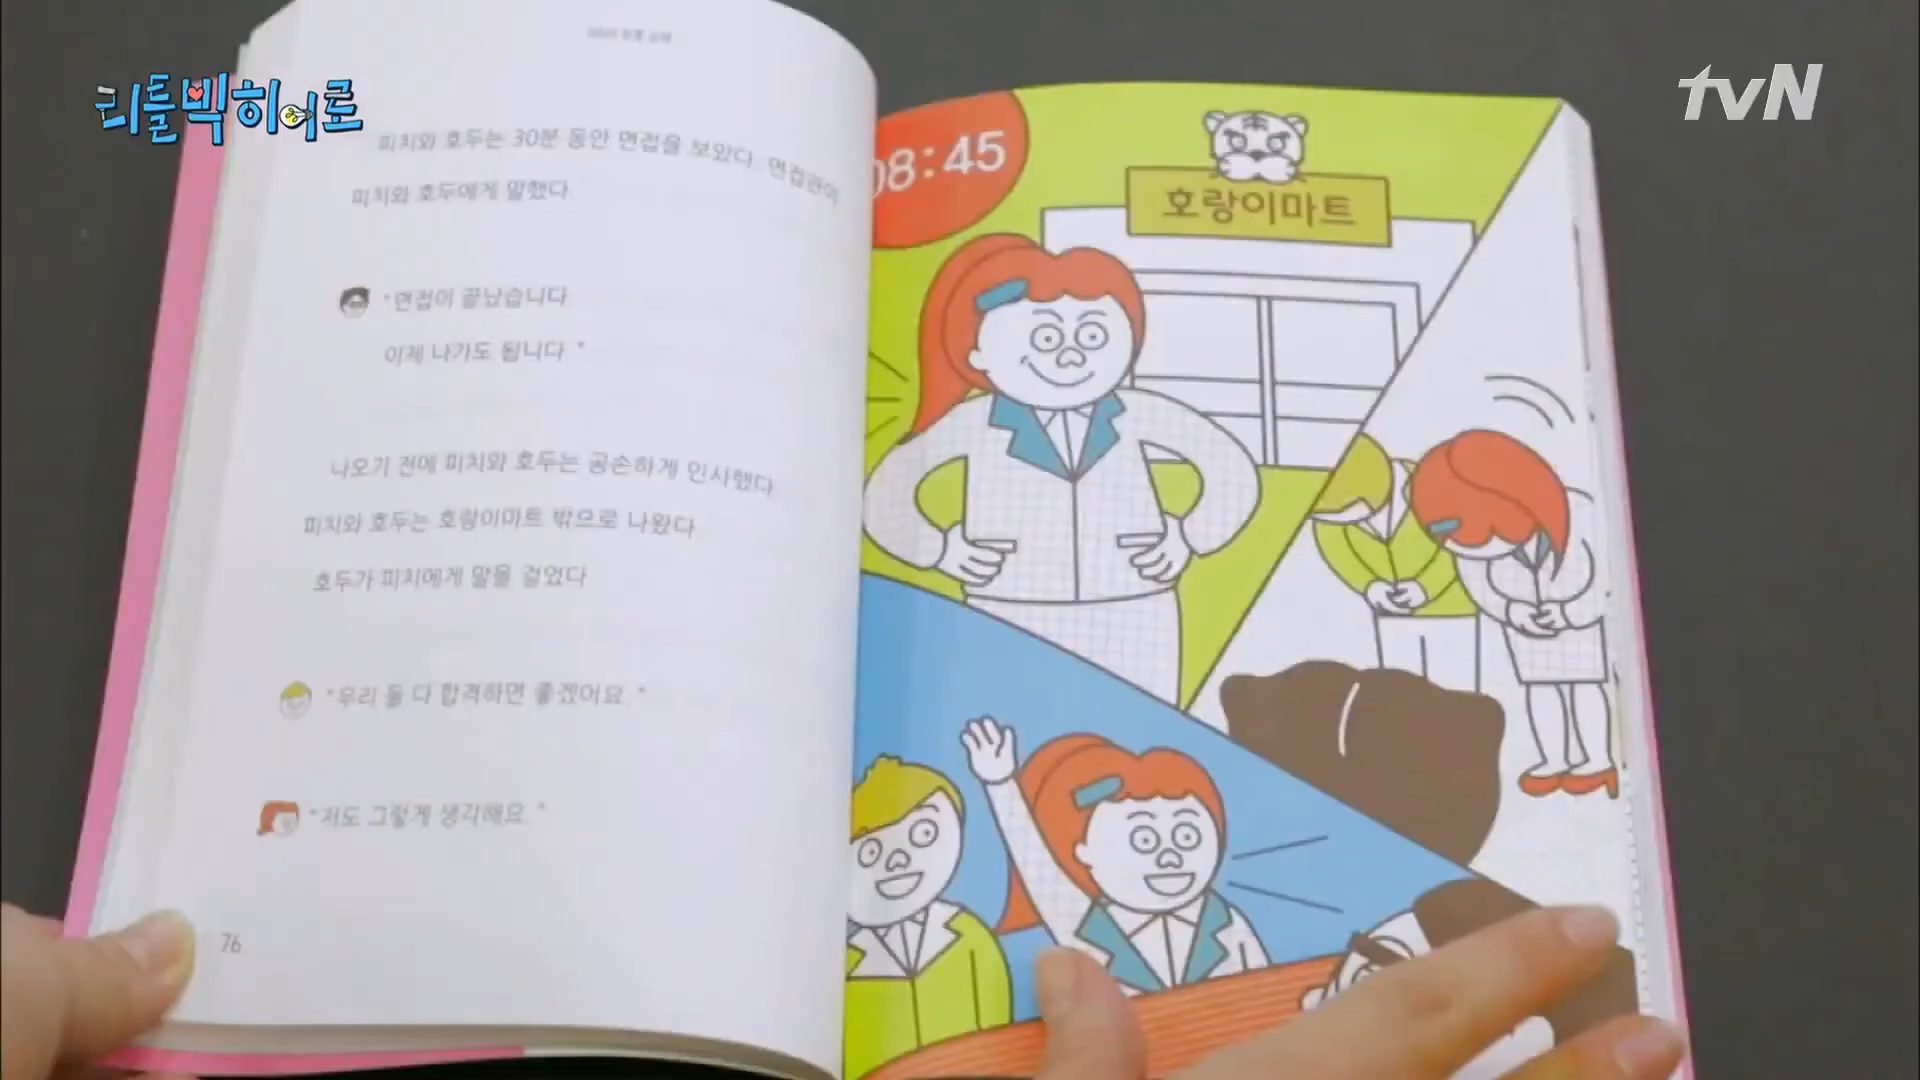 리틀빅히어로
tvN
피치와 호두는 30분 동안 면접을 보았다. 면접관이
피치와 호두에게 말했다.
"면접이 끝났습니다.
이제 나가도 됩니다."
나오기 전에 피치와 호두는 공손하게 인사했다.
피치와 호두는 호랑이마트 밖으로 나왔다.
호두가 피치에게 말을 걸었다.
"우리 둘 다 합격하면 좋겠어요."
"저도 그렇게 생각해요."
76
08:45
호랑이마트